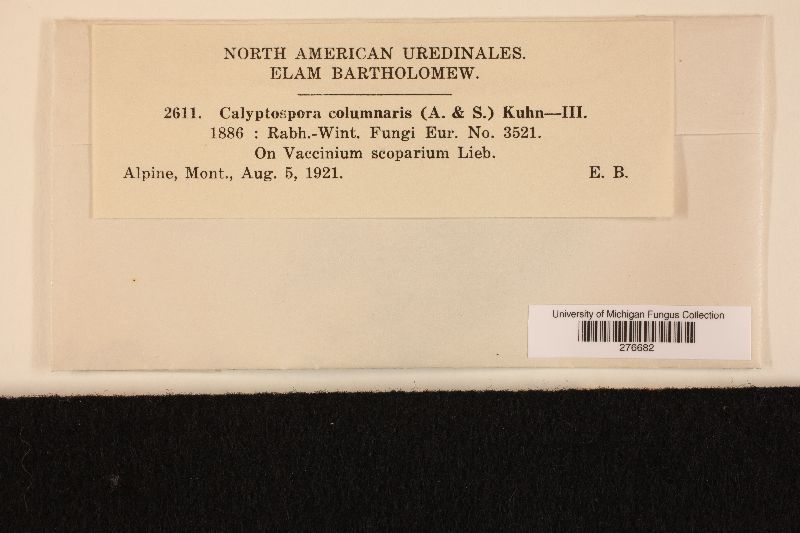 NORTH AMERICAN UREDINALES.
ELAM BARTHOLOMEW.
2611. Calyptospora columnaris (A. & S.) Kuhn—III.
1886 : Rabh.-Wint. Fungi Eur. No. 3521.
On Vaccinium scoparium Lieb.
Alpine, Mont., Aug. 5, 1921. E. B.
University of Michigan Fungus Collection
276682